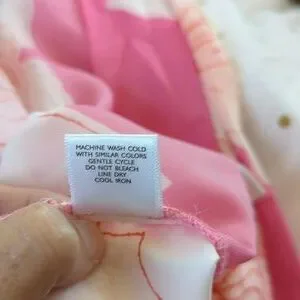 MACHINE WASH COLD
WITH SIMILAR COLORS
GENTLE CYCLE
DO NOT BLEACH
LINE DRY
COOL IRON